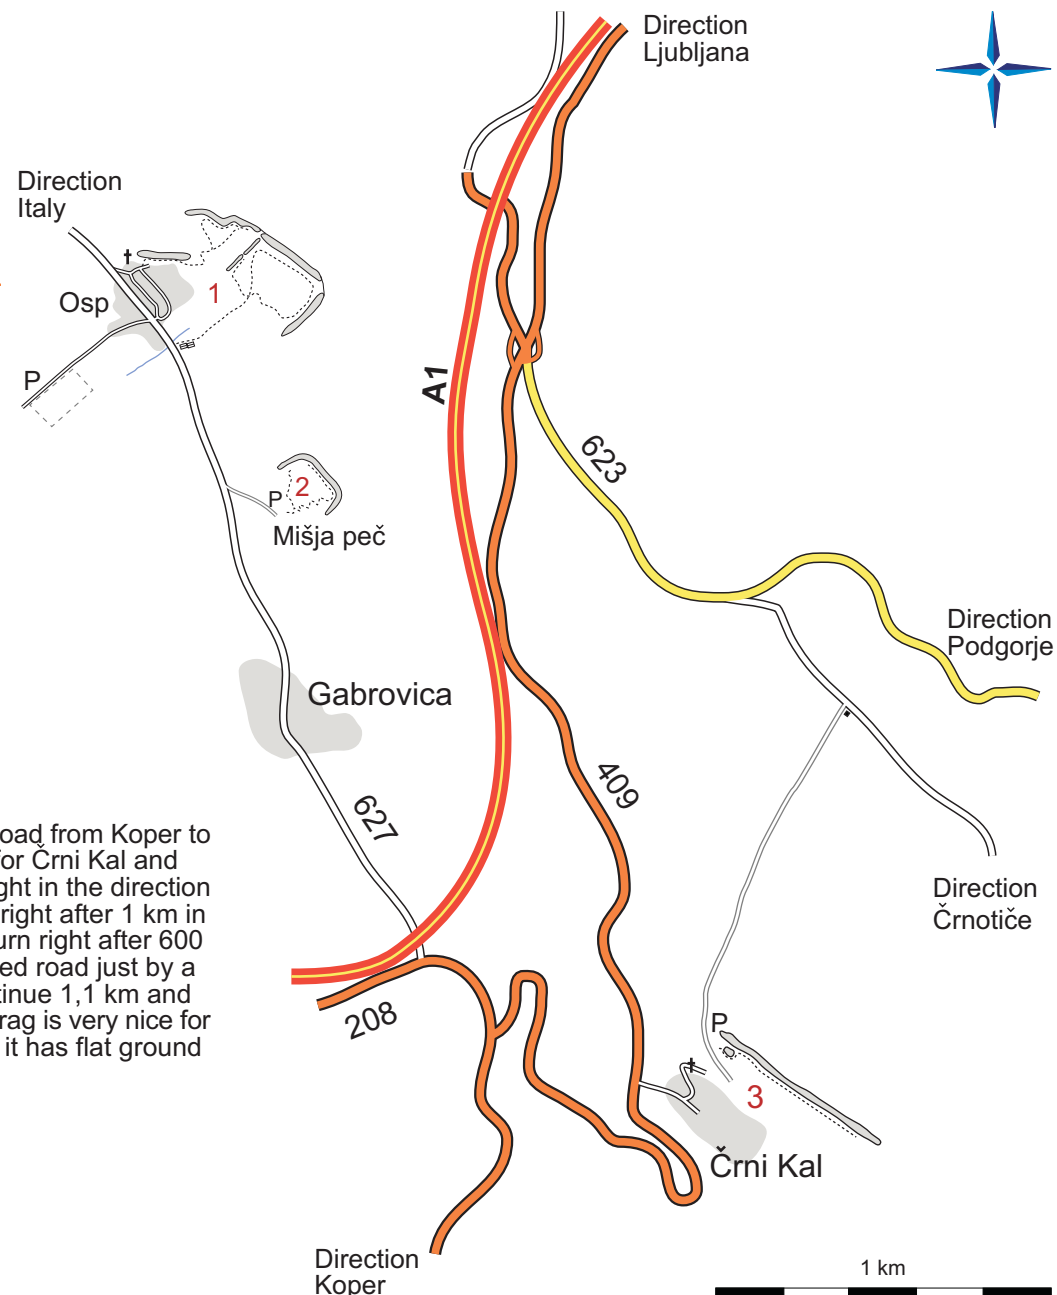 Direction
Ljubljana
Direction
Italy
1
Osp
P
A1
623
P
2
Mišja peč
Direction
Podgorje
Gabrovica
409
627
oad from Koper to
or Črni Kal and
ght in the direction
right after 1 km in
urn right after 600
ed road just by a
tinue 1,1 km and
rag is very nice for
it has flat ground
Direction
Črnotiče
208
P
3
Črni Kal
Direction
Koper
1 km